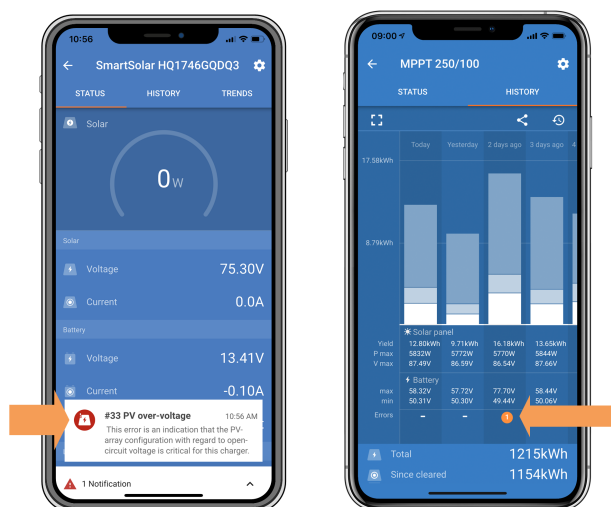 10:56
SmartSolar HQ1746GQDQ3
STATUS HISTORY TRENDS
Solar
0W
Solar
Voltage 75.30V
Current 0.0A
Battery
Voltage 13.41V
Current -0.10A
#33 PV over-voltage 10:56 AM
This error is an indication that the PV-
array configuration with regard to open-
circuit voltage is critical for this charger.
1 Notification
09:00
MPPT 250/100
STATUS HISTORY
Today Yesterday 2 days ago 3 days ago 4
17.58kWh
8.79kWh
Solar panel
Yield 12.80kWh 9.71kWh 16.18kWh 13.65kWh
P max 5832W 5772W 5770W 5844W
V max 87.49V 86.59V 86.54V 87.66V
Battery
max 58.32V 57.72V 77.70V 58.44V
min 50.31V 50.30V 49.44V 50.06V
Errors – – 1
Total 1215kWh
Since cleared 1154kWh